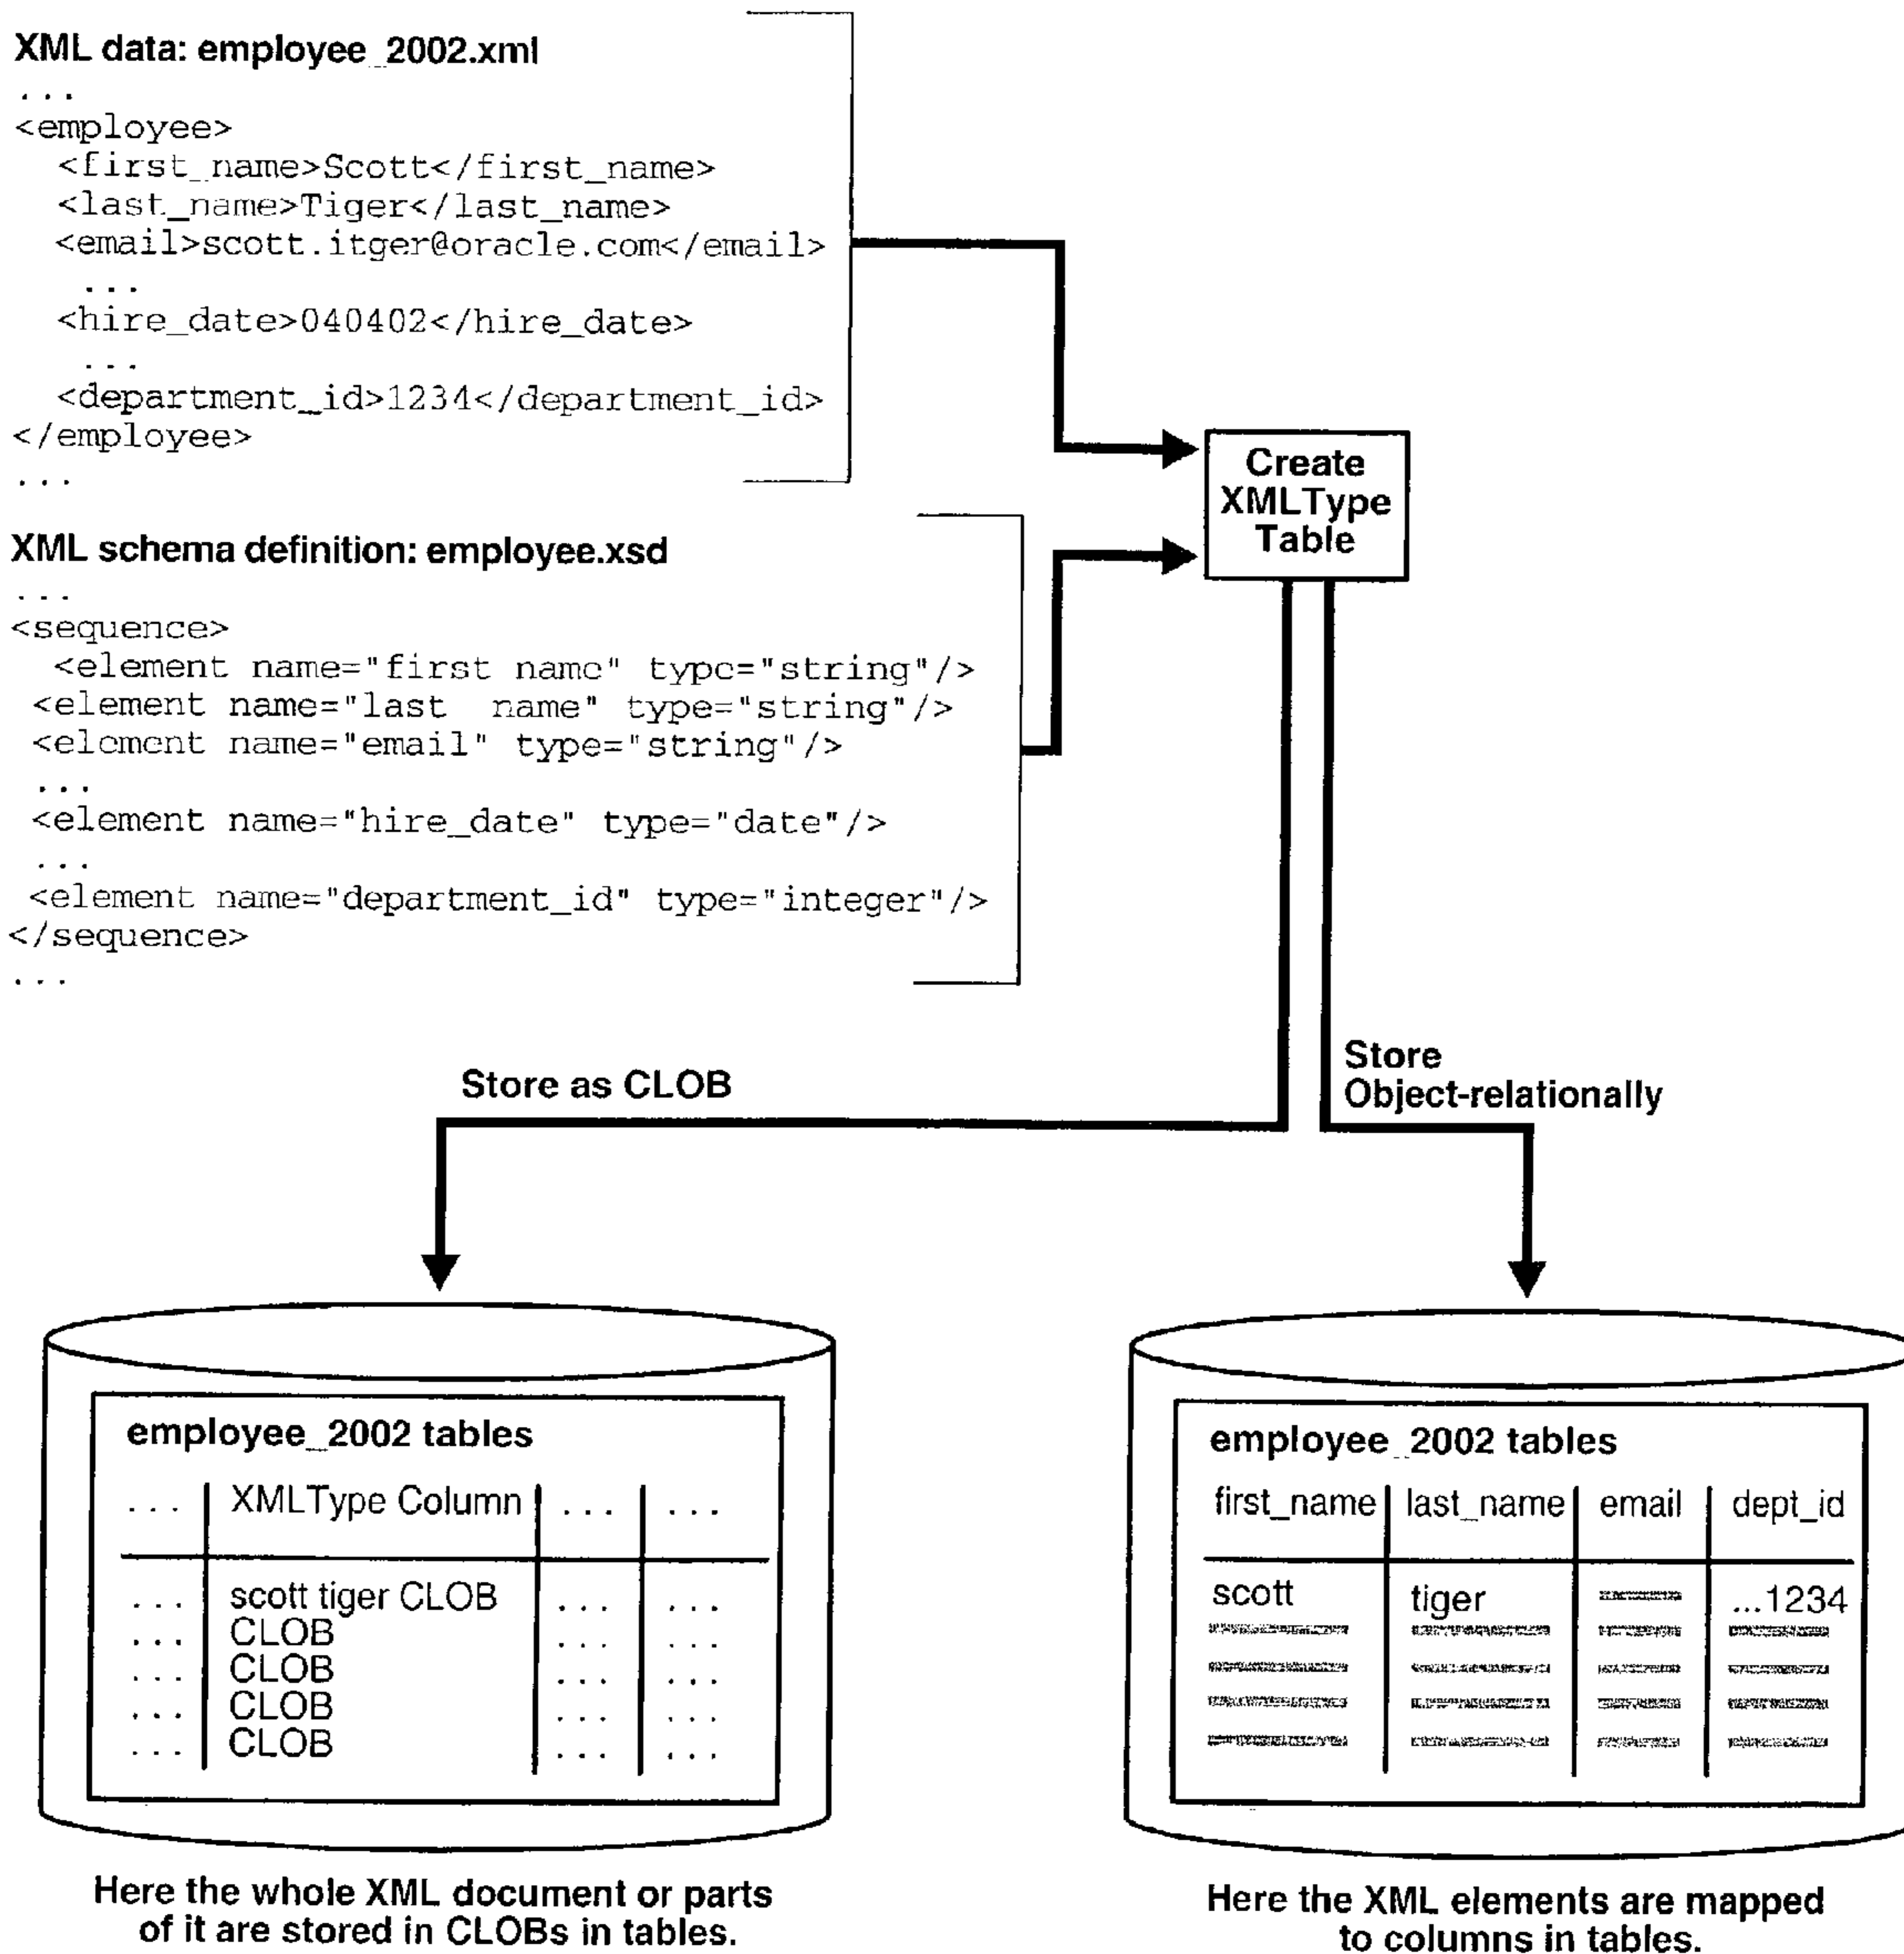 XML data: employee_2002.xml
...
<employee>
<first_name>Scott</first_name>
<last_name>Tiger</last_name>
<email>scott.itger@oracle.com</email>
...
<hire_date>040402</hire_date>
...
<department_id>1234</department_id>
</employee>
...
XML schema definition: employee.xsd
...
<sequence>
<element name="first name" type="string"/>
<element name="last name" type="string"/>
<element name="email" type="string"/>
...
<element name="hire_date" type="date"/>
...
<element name="department_id" type="integer"/>
</sequence>
...
Create
XMLType
Table
Store as CLOB
Store
Object-relationally
employee_2002 tables
... XMLType Column ... ...
... scott tiger CLOB ... ...
... CLOB ... ...
... CLOB ... ...
... CLOB ... ...
... CLOB ... ...
Here the whole XML document or parts
of it are stored in CLOBs in tables.
employee_2002 tables
first_name last_name email dept_id
scott tiger ...1234
Here the XML elements are mapped
to columns in tables.